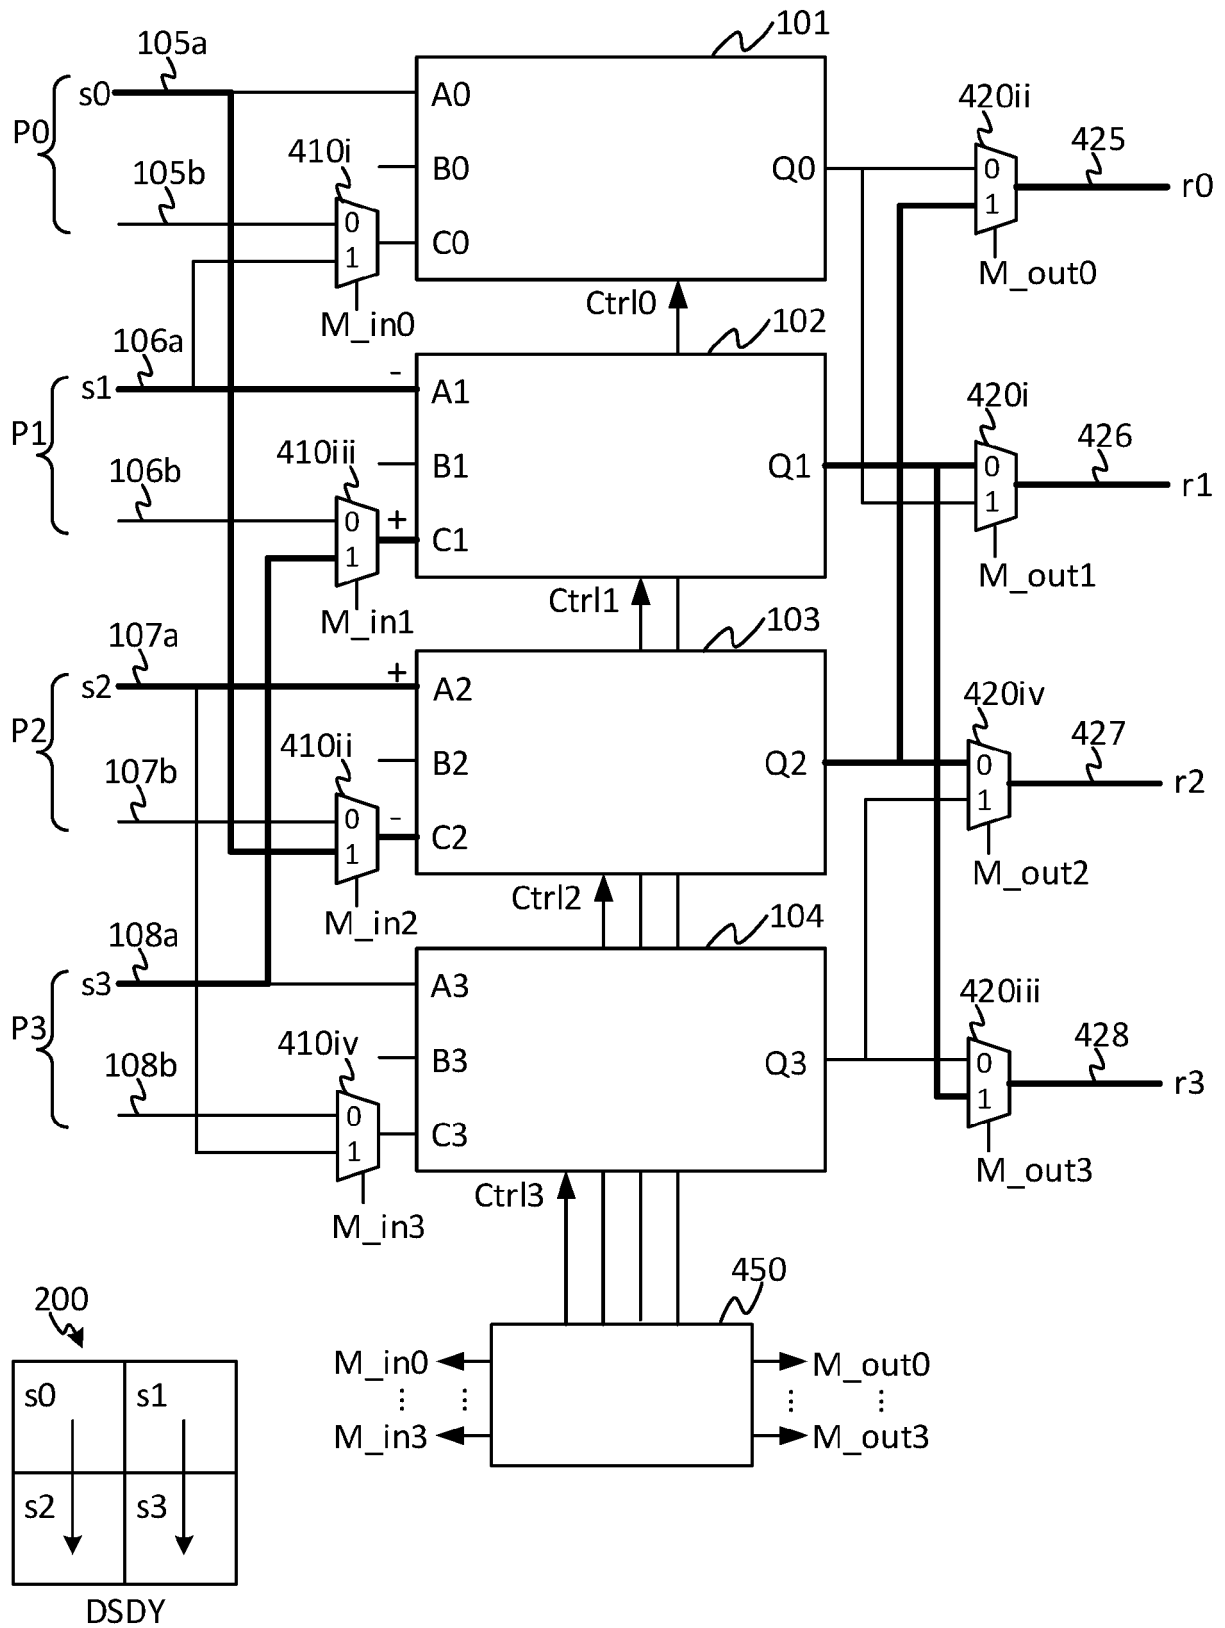 105a
101
s0
A0
420ii
P0
410i
425
105b
B0
Q0
0
r0
0
1
1
C0
M_out0
Ctrl0
M_in0
102
106a
-
s1
A1
420i
P1
410iii
426
106b
B1
Q1
0
r1
0
+
1
1
C1
M_out1
Ctrl1
M_in1
103
107a
+
s2
A2
420iv
P2
410ii
427
107b
B2
Q2
0
r2
0
-
1
1
C2
M_out2
Ctrl2
M_in2
104
108a
s3
A3
420iii
P3
410iv
428
108b
B3
Q3
0
r3
0
1
1
C3
M_out3
Ctrl3
M_in3
450
200
M_in0
M_out0
s0
s1
M_in3
M_out3
s2
s3
DSDY